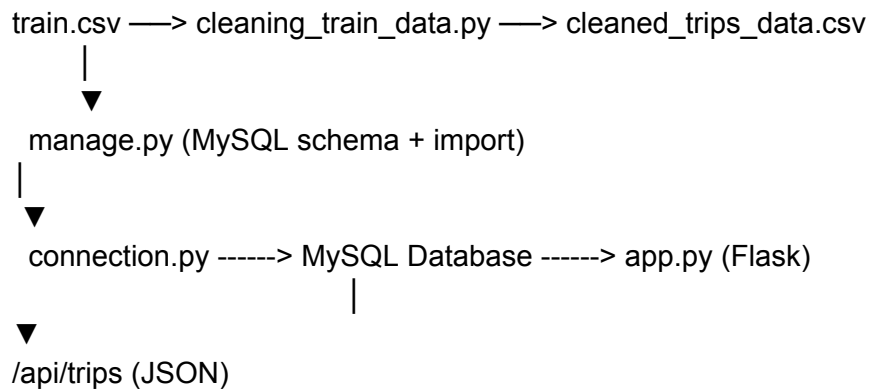 train.csv ──> cleaning_train_data.py ──> cleaned_trips_data.csv
│
▼
manage.py (MySQL schema + import)
│
▼
connection.py ------> MySQL Database ------> app.py (Flask)
│
▼
/api/trips (JSON)